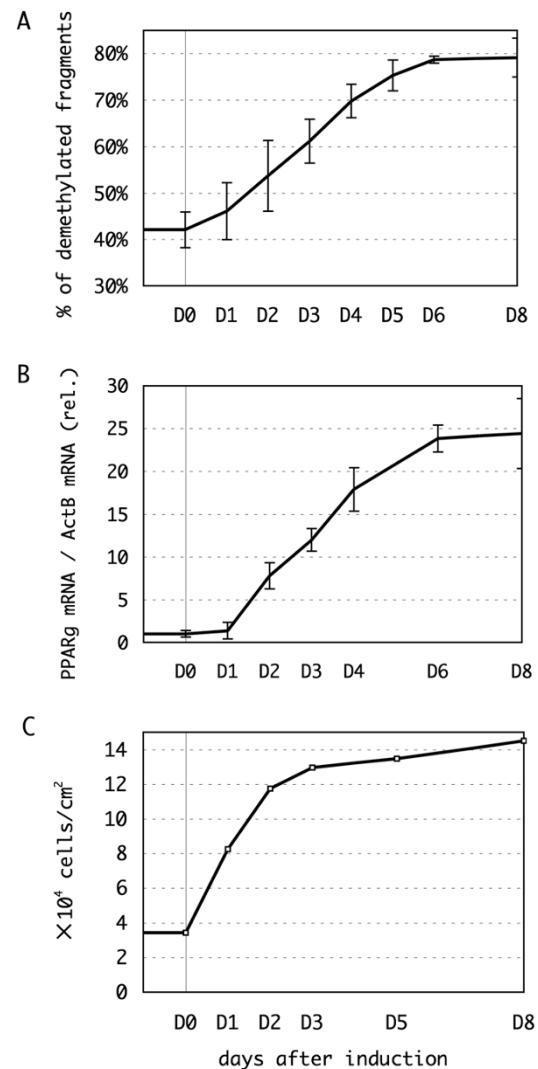 A
% of demethylated fragments
80%
70%
60%
50%
40%
30%
D0 D1 D2 D3 D4 D5 D6 D8
B
PPARg mRNA / ActB mRNA (rel.)
30
25
20
15
10
5
0
D0 D1 D2 D3 D4 D6 D8
C
×10⁴ cells/cm²
14
12
10
8
6
4
2
0
D0 D1 D2 D3 D5 D8
days after induction